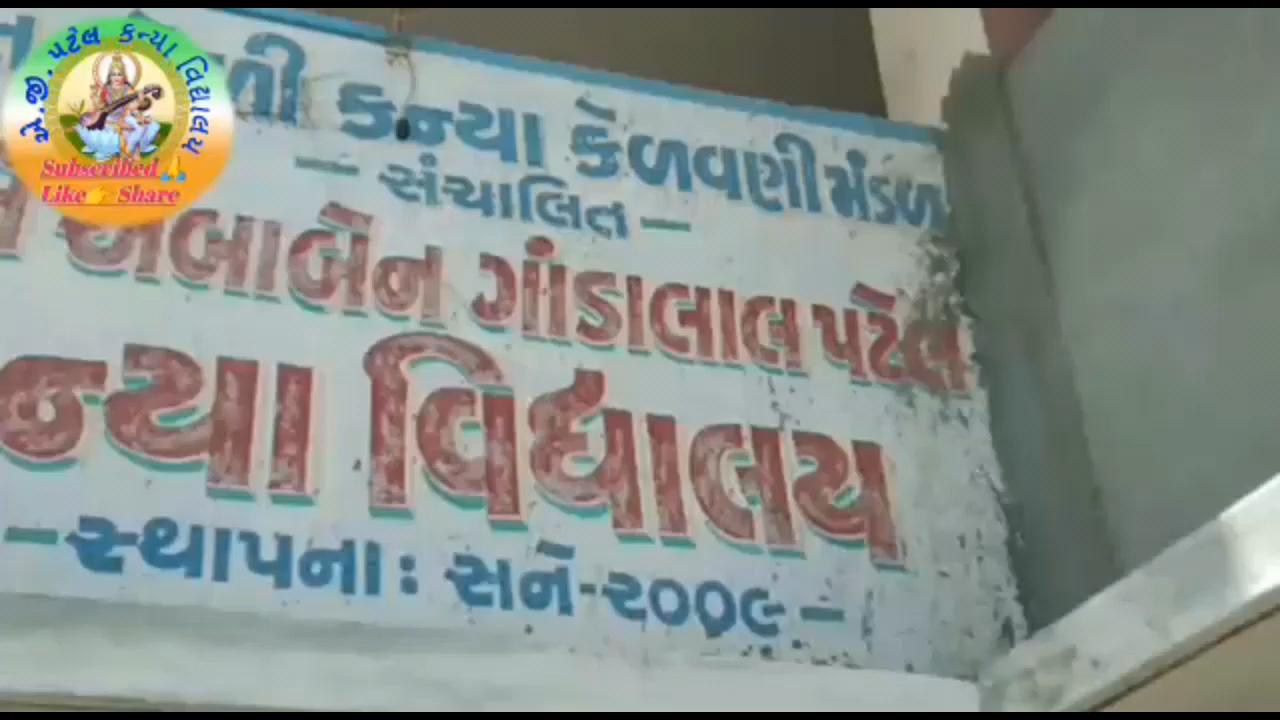 એ.જી. પટેલ કન્યા વિદ્યાલય
Subscribed
Like Share
કન્યા કેળવણી મંડળ
સંચાલિત
અંબાબેન ગાંડાલાલ પટેલ
વિદ્યાલય
સ્થાપના : સને-૨૦૦૯